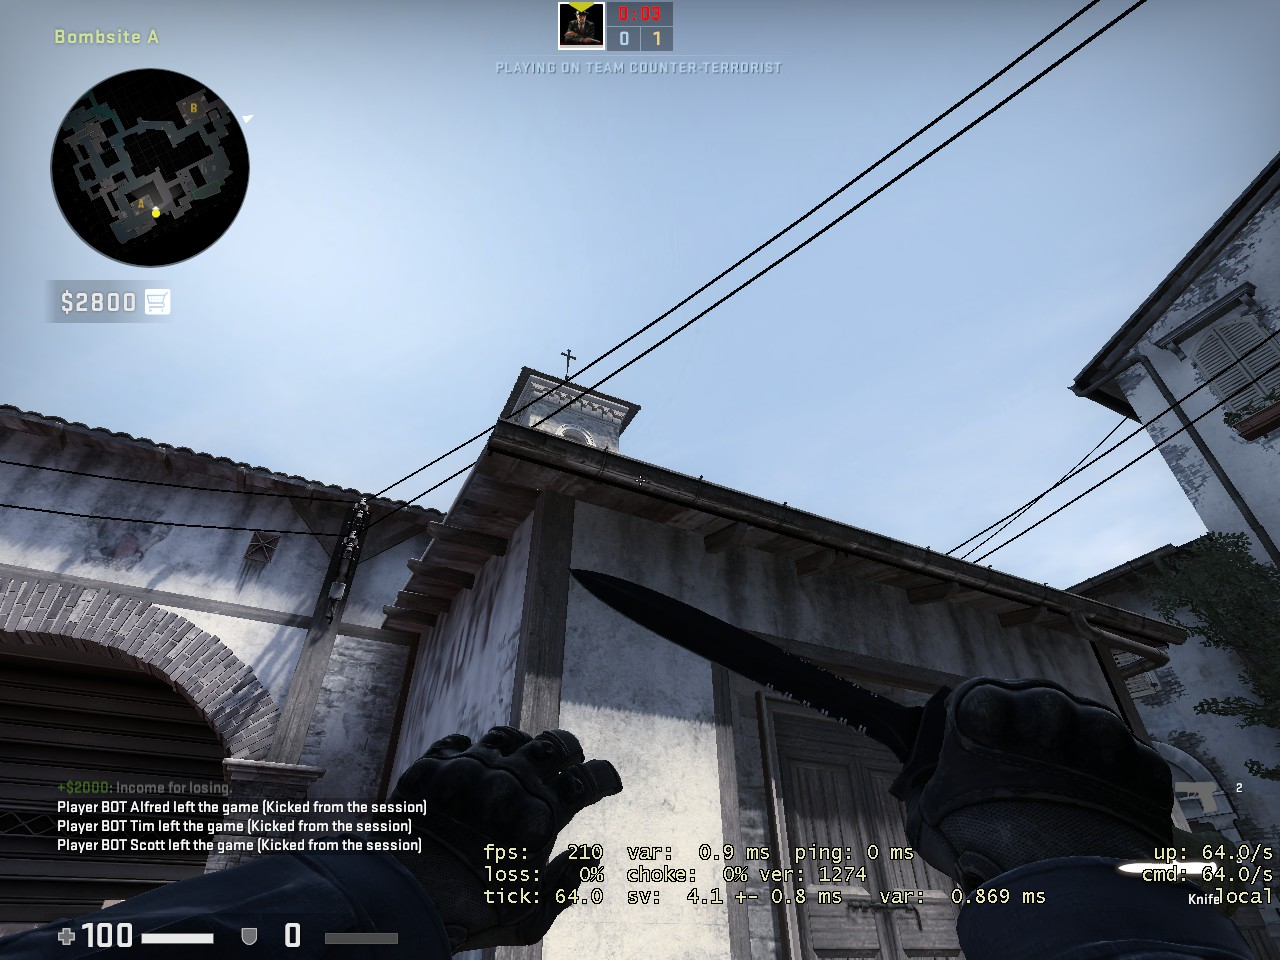 0:03
Bombsite A
0 1
PLAYING ON TEAM COUNTER-TERRORIST
B
A
$2800
+$2000: Income for losing.
Player BOT Alfred left the game (Kicked from the session)
Player BOT Tim left the game (Kicked from the session)
Player BOT Scott left the game (Kicked from the session)
2
fps: 210 var: 0.9 ms ping: 0 ms up: 64.0/s
loss: 0% choke: 0% ver: 1274 cmd: 64.0/s
tick: 64.0 sv: 4.1 +- 0.8 ms var: 0.869 ms local
Knife
100 0